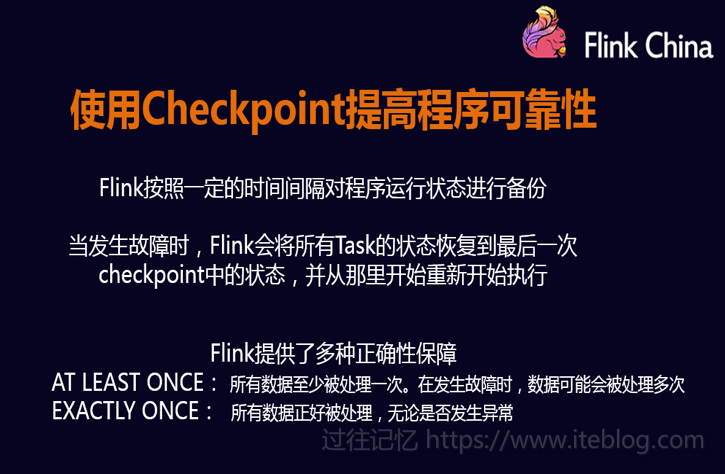 Flink China
使用Checkpoint提高程序可靠性
Flink按照一定的时间间隔对程序运行状态进行备份
当发生故障时，Flink会将所有Task的状态恢复到最后一次
checkpoint中的状态，并从那里开始重新开始执行
Flink提供了多种正确性保障
AT LEAST ONCE： 所有数据至少被处理一次。在发生故障时，数据可能会被处理多次
EXACTLY ONCE： 所有数据正好被处理，无论是否发生异常
过往记忆 https://www.iteblog.com